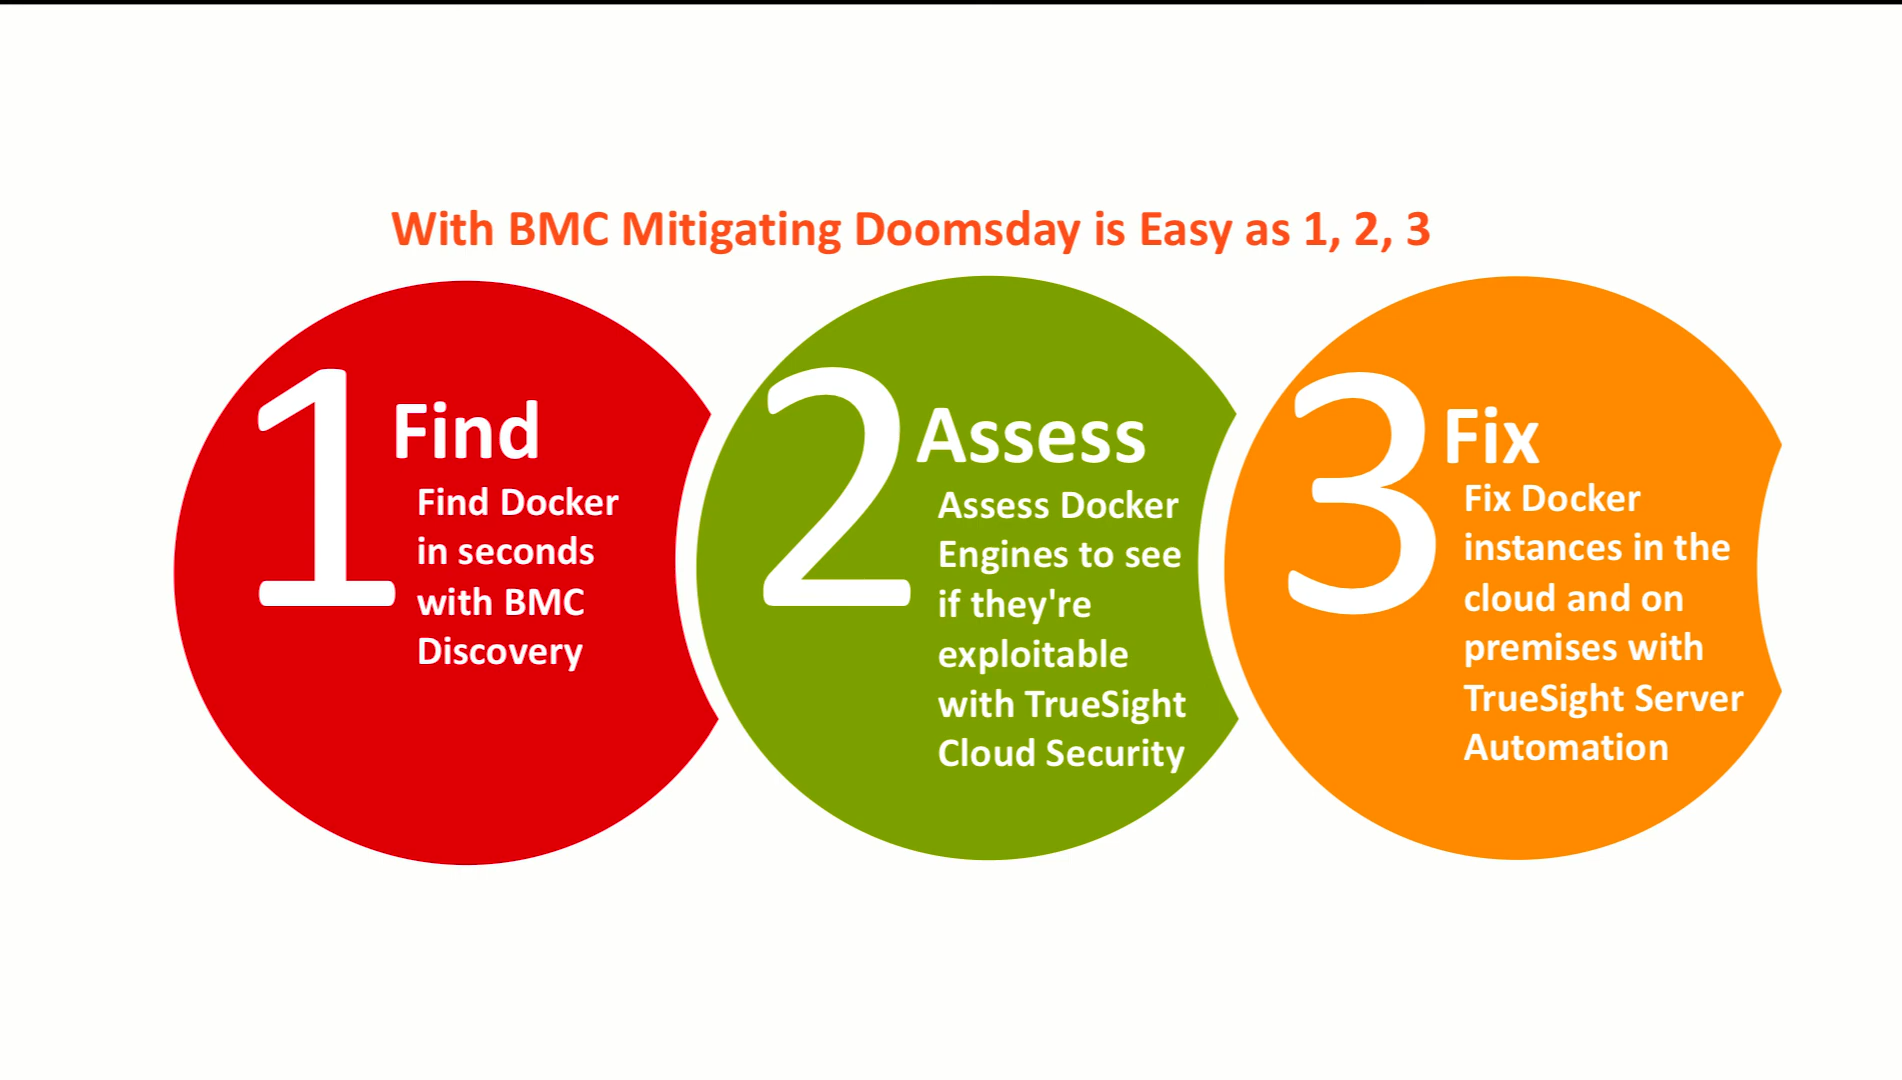 With BMC Mitigating Doomsday is Easy as 1, 2, 3
1
Find
Find Docker
in seconds
with BMC
Discovery
2
Assess
Assess Docker
Engines to see
if they're
exploitable
with TrueSight
Cloud Security
3
Fix
Fix Docker
instances in the
cloud and on
premises with
TrueSight Server
Automation